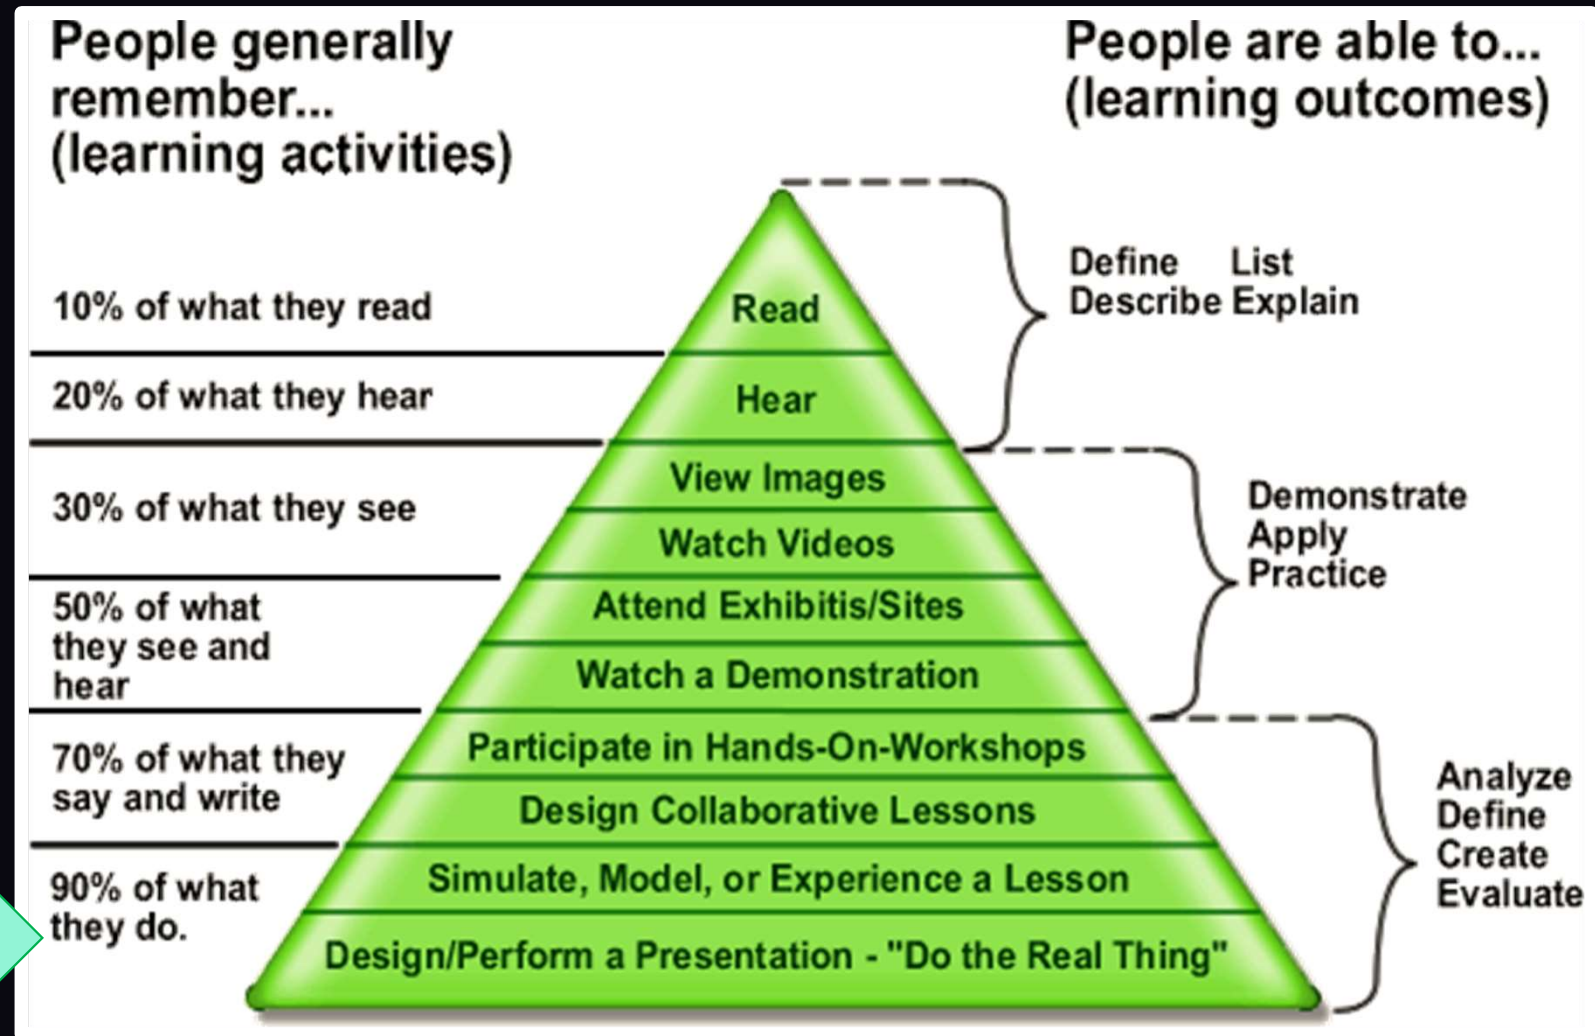 People generally
remember...
(learning activities)
People are able to...
(learning outcomes)
10% of what they read
20% of what they hear
30% of what they see
50% of what
they see and
hear
70% of what they
say and write
90% of what
they do.
Read
Hear
View Images
Watch Videos
Attend Exhibitis/Sites
Watch a Demonstration
Participate in Hands-On-Workshops
Design Collaborative Lessons
Simulate, Model, or Experience a Lesson
Design/Perform a Presentation - "Do the Real Thing"
Define List
Describe Explain
Demonstrate
Apply
Practice
Analyze
Define
Create
Evaluate